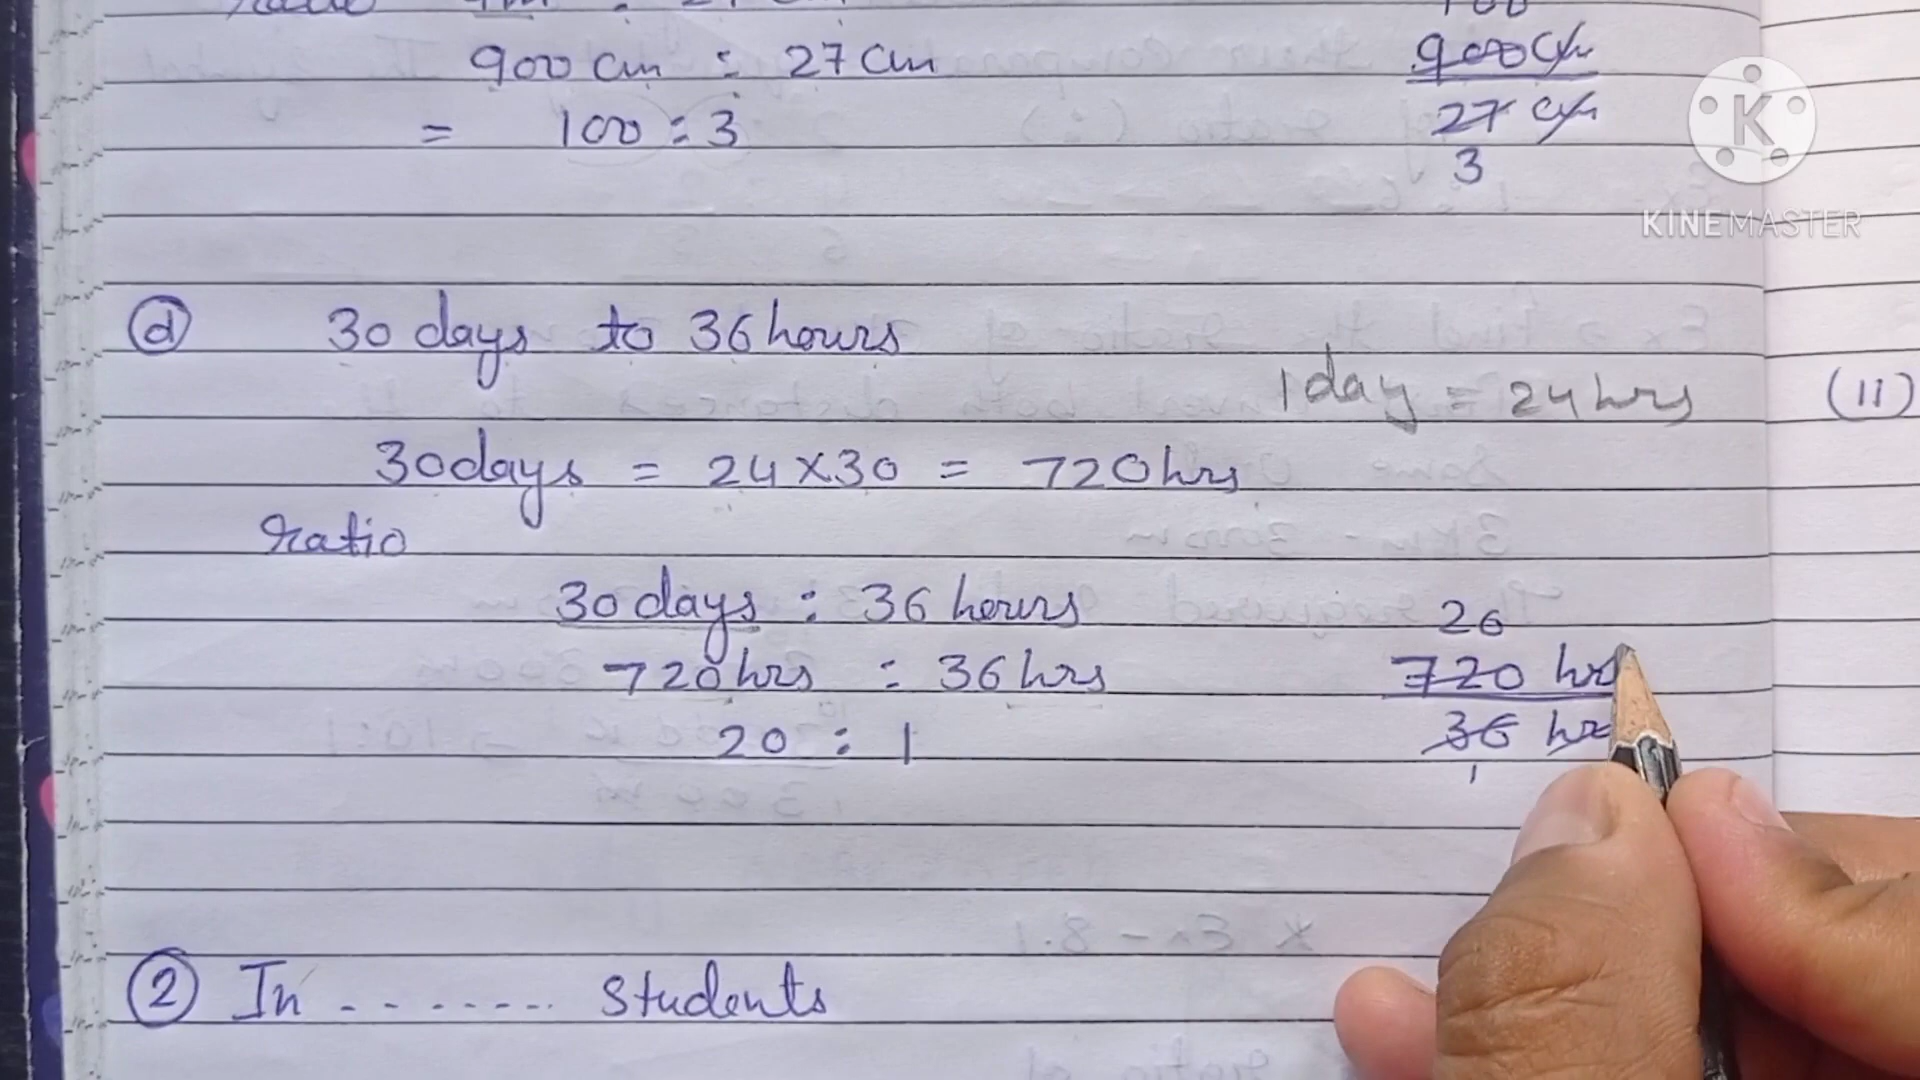 100
900 cm : 27 cm
900 cm
27 cm
= 100 : 3
3
KINEMASTER
d 30 days to 36 hours
1 day = 24 hrs
(11)
30 days = 24 x 30 = 720 hrs
ratio
30 days : 36 hours
26
720 hrs : 36 hrs
720 hrs
20 : 1
36 hrs
1
2 In ....... students